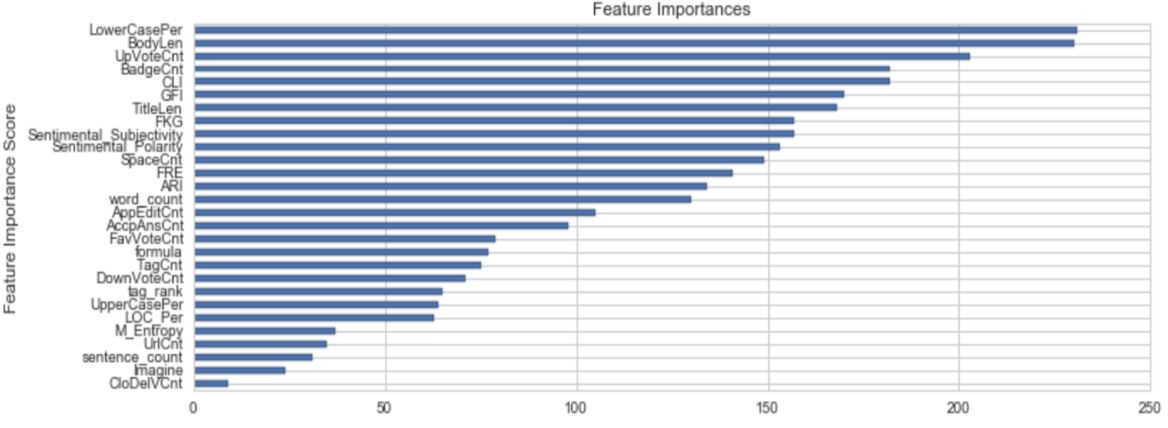 Feature Importances
Feature Importance Score
LowerCasePer
BodyLen
UpVoteCnt
BadgeCnt
CLI
GFI
TitleLen
FKG
Sentimental_Subjectivity
Sentimental_Polarity
SpaceCnt
FRE
ARI
word_count
AppEditCnt
AccpAnsCnt
FavVoteCnt
formula
TagCnt
DownVoteCnt
tag_rank
UpperCasePer
LOC_Per
M_Entropy
UrlCnt
sentence_count
Imagine
CloDelVCnt
0 50 100 150 200 250